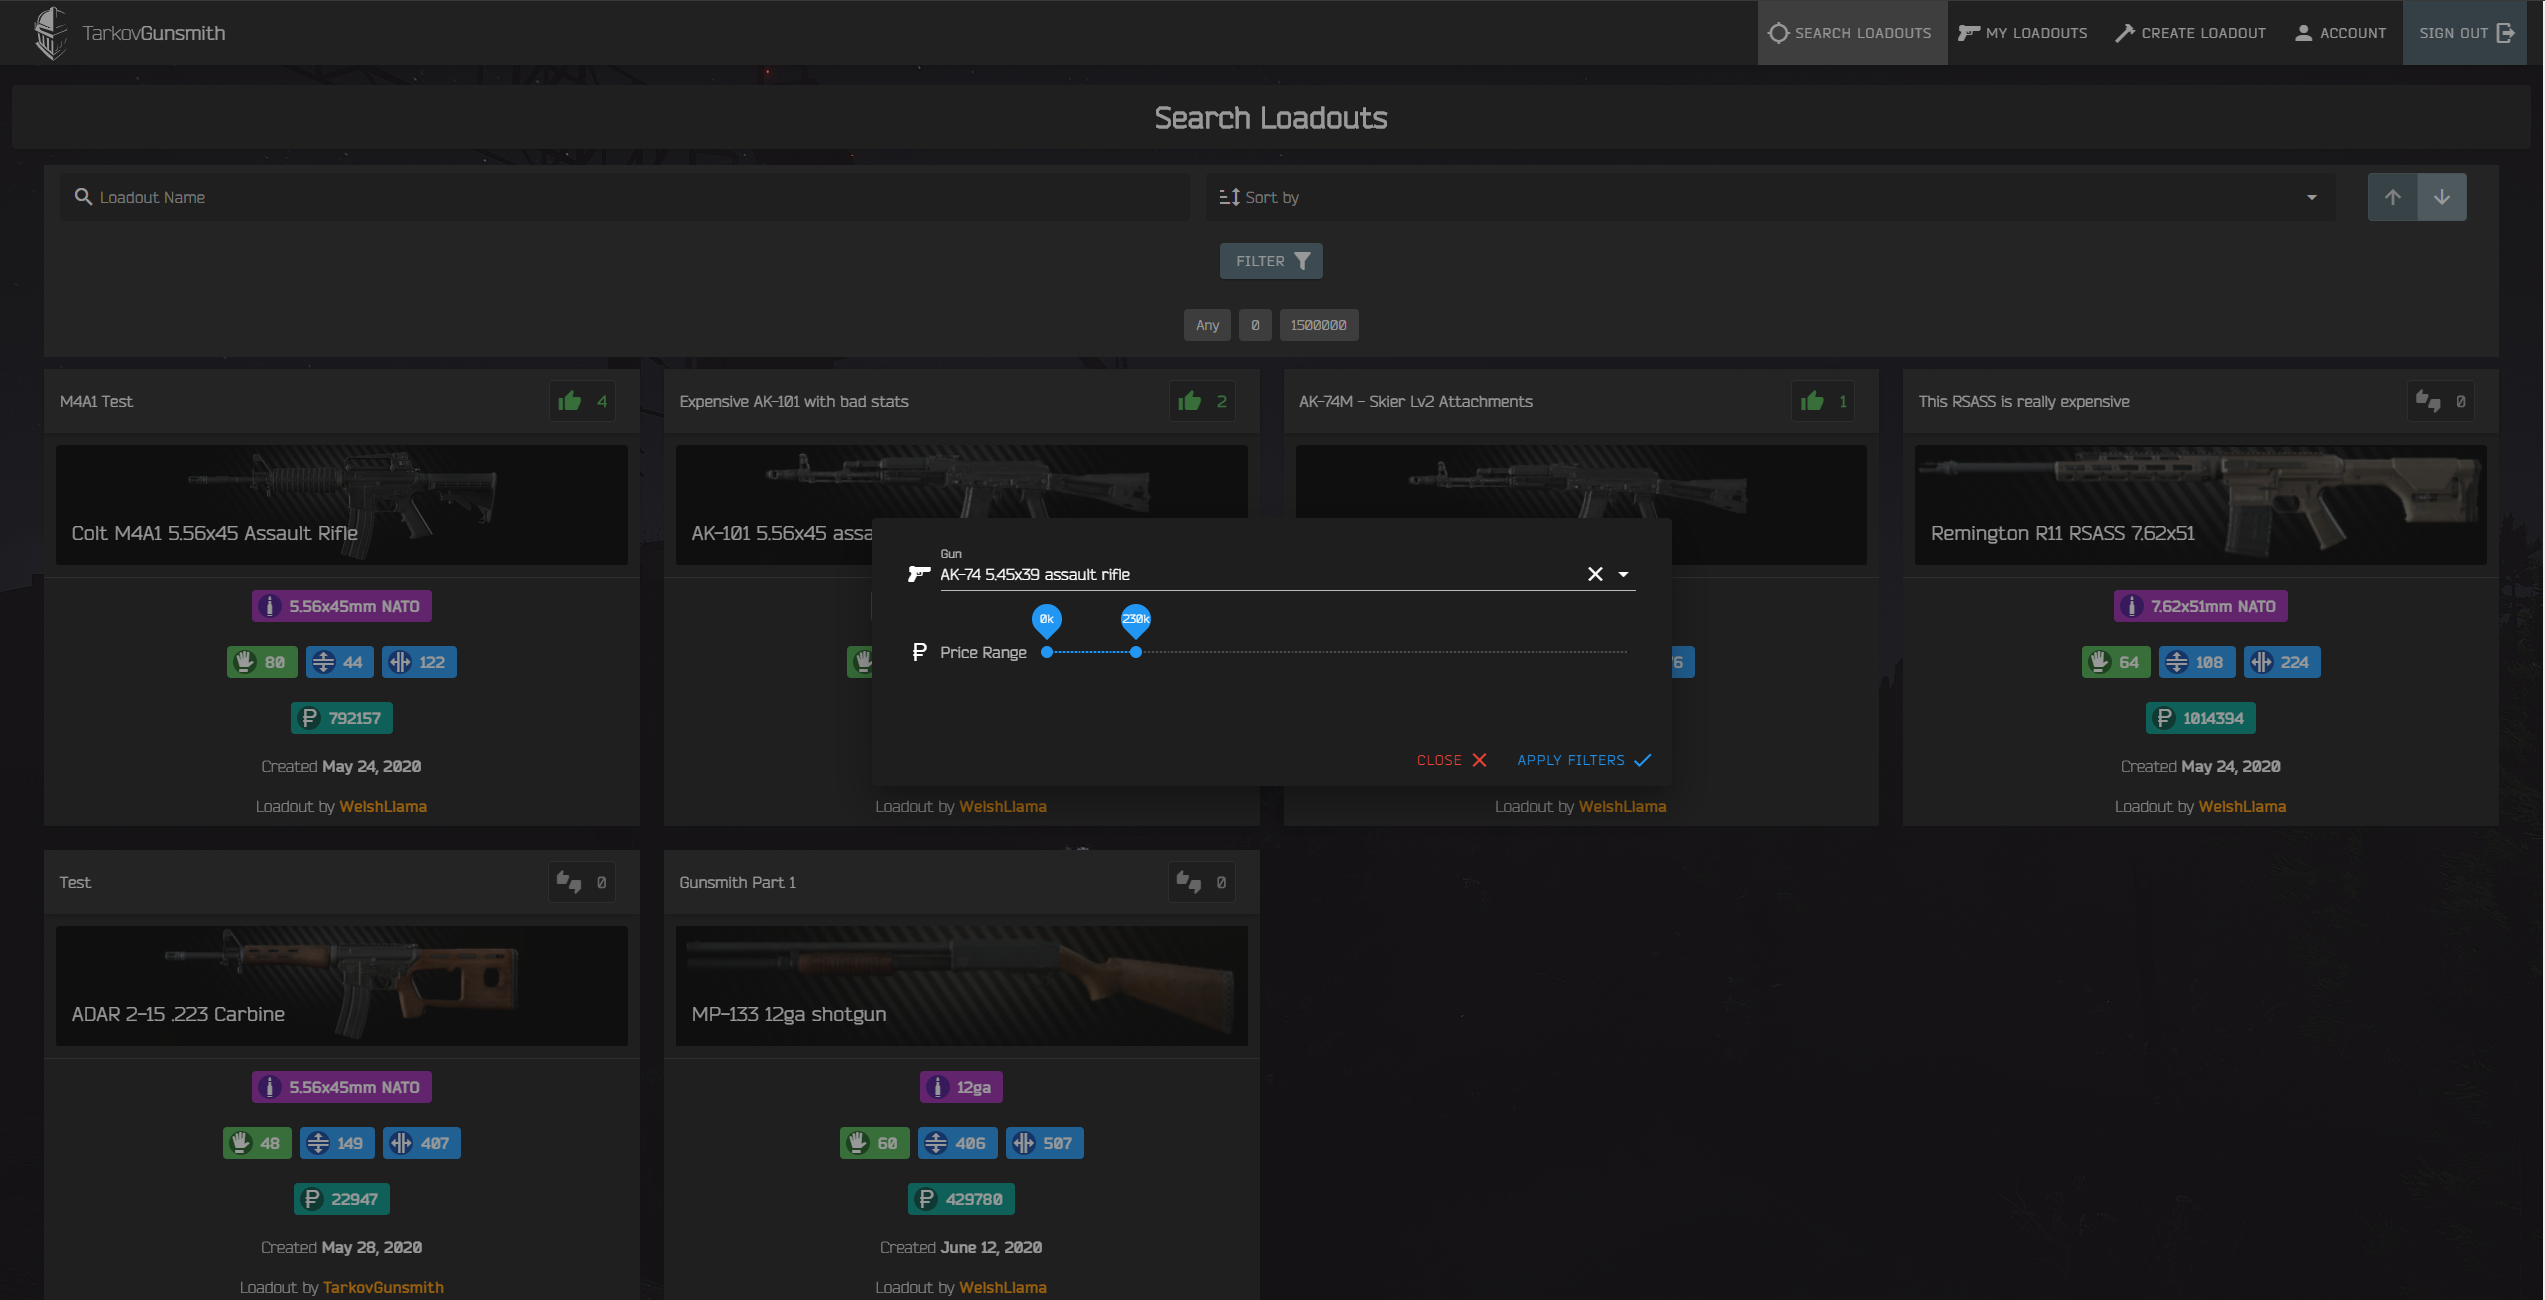 TarkovGunsmith
SEARCH LOADOUTS
MY LOADOUTS
CREATE LOADOUT
ACCOUNT
SIGN OUT
Search Loadouts
Loadout Name
Sort by
FILTER
Any
0
1500000
M4A1 Test
4
Expensive AK-101 with bad stats
2
AK-74M - Skier Lv2 Attachments
1
This RSASS is really expensive
0
Colt M4A1 5.56x45 Assault Rifle
AK-101 5.56x45 assa
Remington R11 RSASS 7.62x51
Gun
AK-74 5.45x39 assault rifle
0k
230k
Price Range
CLOSE
APPLY FILTERS
5.56x45mm NATO
80
44
122
792157
Created May 24, 2020
Loadout by WelshLlama
Loadout by WelshLlama
6
Loadout by WelshLlama
7.62x51mm NATO
64
108
224
1014394
Created May 24, 2020
Loadout by WelshLlama
Test
0
Gunsmith Part 1
0
ADAR 2-15 .223 Carbine
MP-133 12ga shotgun
5.56x45mm NATO
48
149
407
22947
Created May 28, 2020
Loadout by TarkovGunsmith
12ga
60
406
507
429780
Created June 12, 2020
Loadout by WelshLlama